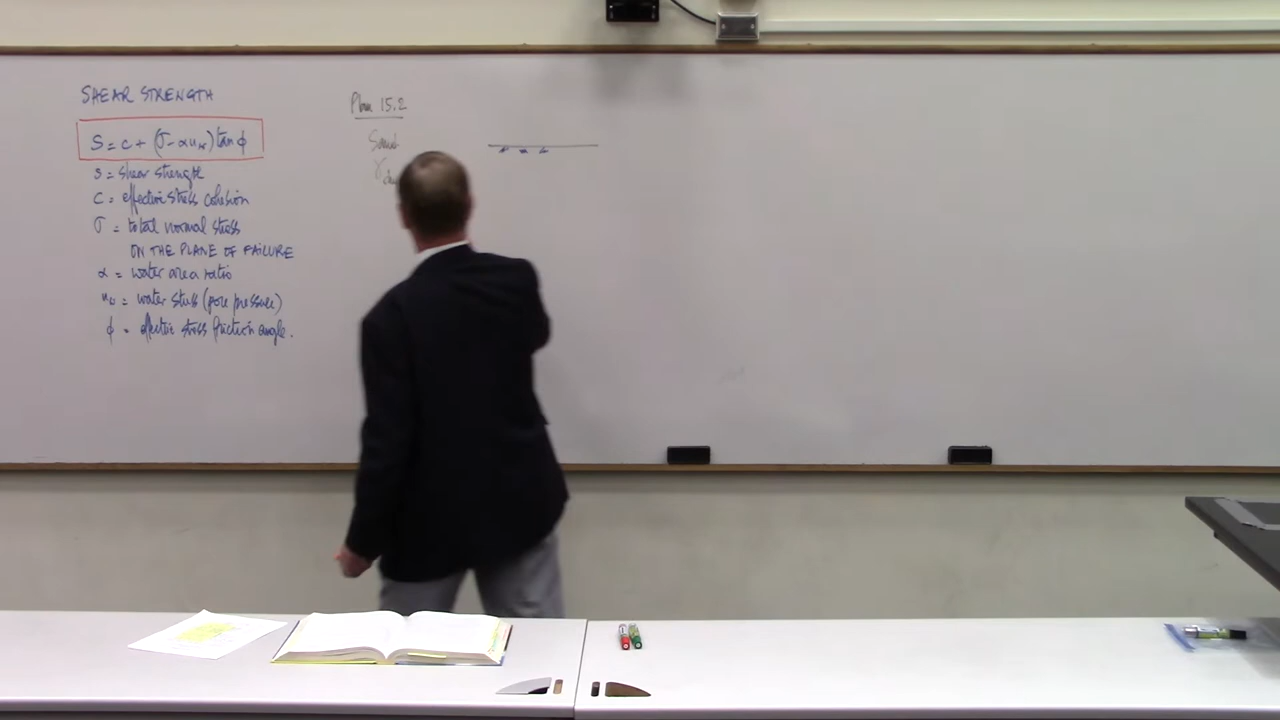 SHEAR STRENGTH
S = c + (σ - αu_w) tan ϕ
s = shear strength
C = effective stress cohesion
σ = total normal stress
ON THE PLANE OF FAILURE
α = water area ratio
u_w = water stress (pore pressure)
ϕ = effective stress friction angle.
Pbm 15.2
Sand
γ